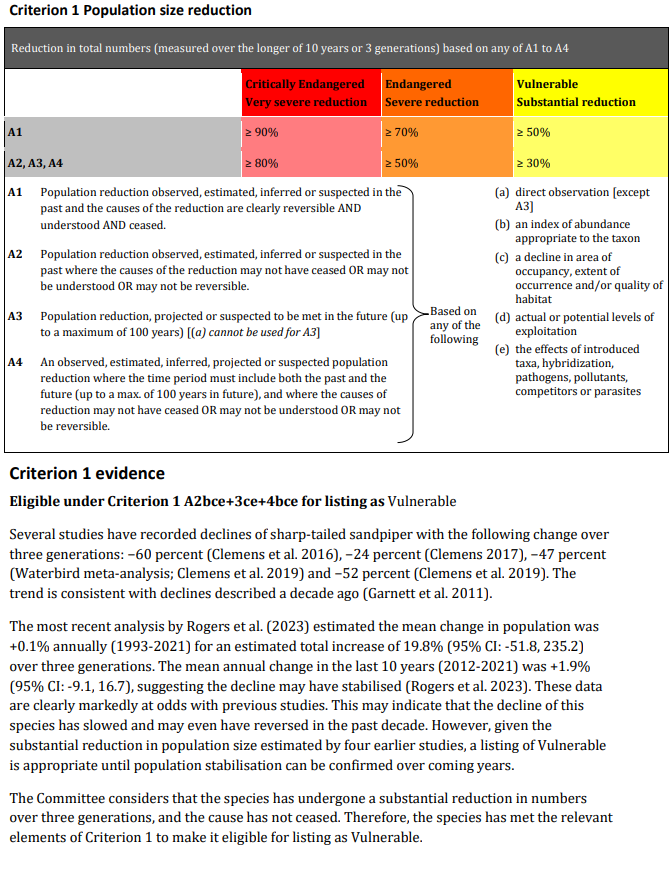 Criterion 1 Population size reduction
Reduction in total numbers (measured over the longer of 10 years or 3 generations) based on any of A1 to A4
Critically Endangered
Very severe reduction
Endangered
Severe reduction
Vulnerable
Substantial reduction
A1 ≥ 90% ≥ 70% ≥ 50%
A2, A3, A4 ≥ 80% ≥ 50% ≥ 30%
A1 Population reduction observed, estimated, inferred or suspected in the
past and the causes of the reduction are clearly reversible AND
understood AND ceased.
A2 Population reduction observed, estimated, inferred or suspected in the
past where the causes of the reduction may not have ceased OR may not
be understood OR may not be reversible.
A3 Population reduction, projected or suspected to be met in the future (up
to a maximum of 100 years) [(a) cannot be used for A3]
A4 An observed, estimated, inferred, projected or suspected population
reduction where the time period must include both the past and the
future (up to a max. of 100 years in future), and where the causes of
reduction may not have ceased OR may not be understood OR may not
be reversible.
Based on
any of the
following
(a) direct observation [except
A3]
(b) an index of abundance
appropriate to the taxon
(c) a decline in area of
occupancy, extent of
occurrence and/or quality of
habitat
(d) actual or potential levels of
exploitation
(e) the effects of introduced
taxa, hybridization,
pathogens, pollutants,
competitors or parasites
Criterion 1 evidence
Eligible under Criterion 1 A2bce+3ce+4bce for listing as Vulnerable
Several studies have recorded declines of sharp-tailed sandpiper with the following change over
three generations: −60 percent (Clemens et al. 2016), −24 percent (Clemens 2017), −47 percent
(Waterbird meta-analysis; Clemens et al. 2019) and −52 percent (Clemens et al. 2019). The
trend is consistent with declines described a decade ago (Garnett et al. 2011).
The most recent analysis by Rogers et al. (2023) estimated the mean change in population was
+0.1% annually (1993-2021) for an estimated total increase of 19.8% (95% CI: -51.8, 235.2)
over three generations. The mean annual change in the last 10 years (2012-2021) was +1.9%
(95% CI: -9.1, 16.7), suggesting the decline may have stabilised (Rogers et al. 2023). These data
are clearly markedly at odds with previous studies. This may indicate that the decline of this
species has slowed and may even have reversed in the past decade. However, given the
substantial reduction in population size estimated by four earlier studies, a listing of Vulnerable
is appropriate until population stabilisation can be confirmed over coming years.
The Committee considers that the species has undergone a substantial reduction in numbers
over three generations, and the cause has not ceased. Therefore, the species has met the relevant
elements of Criterion 1 to make it eligible for listing as Vulnerable.